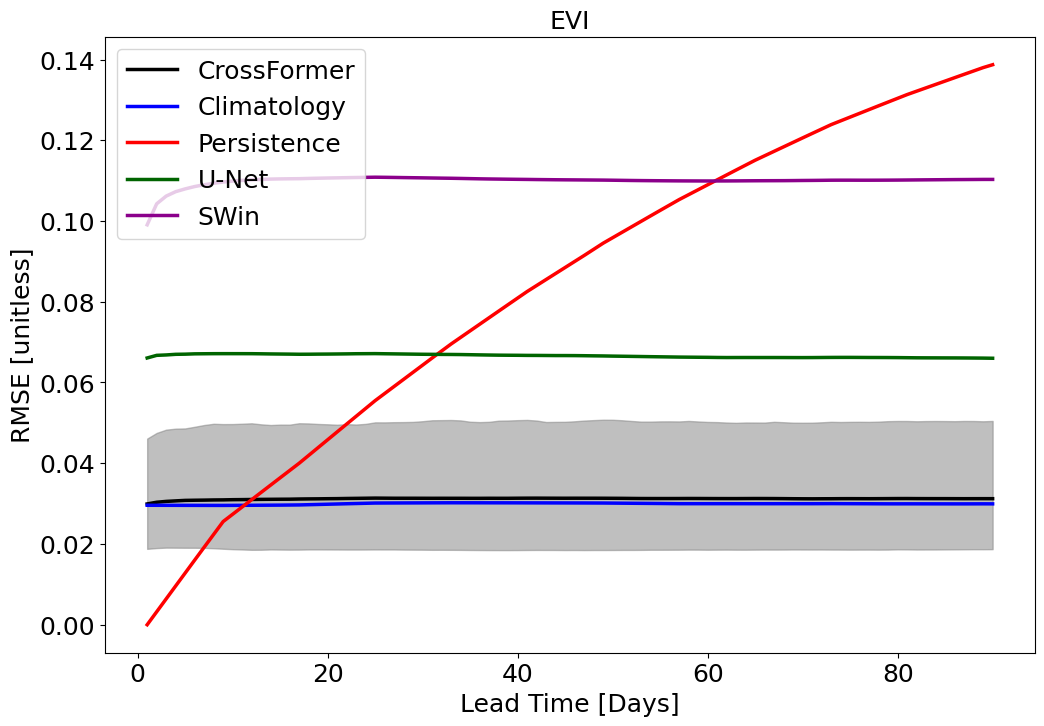 EVI
CrossFormer
Climatology
Persistence
U-Net
SWin
RMSE [unitless]
0.14
0.12
0.10
0.08
0.06
0.04
0.02
0.00
0 20 40 60 80
Lead Time [Days]